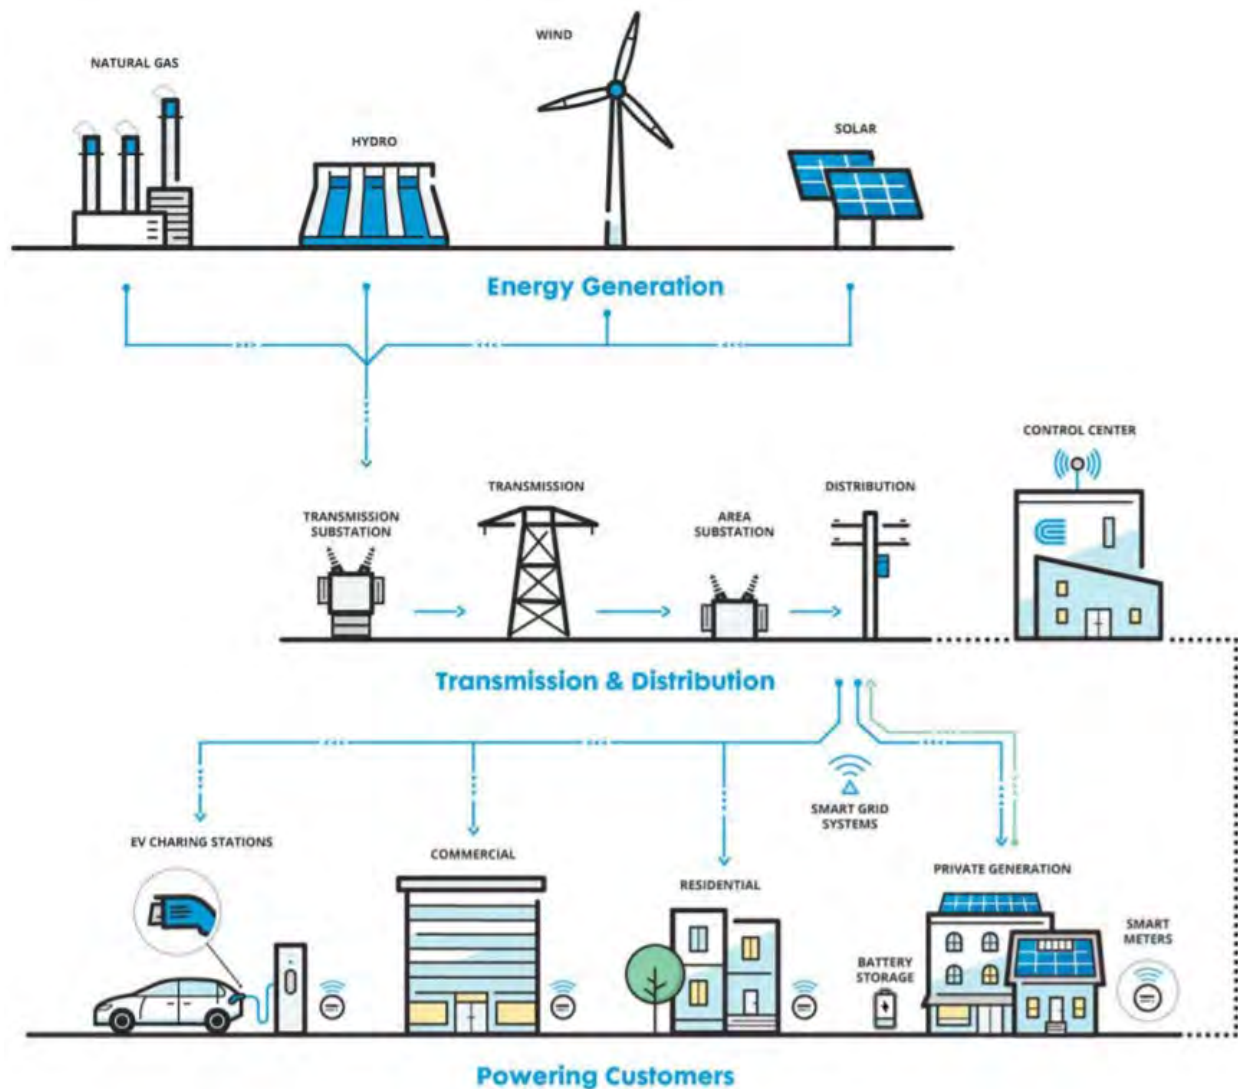 WIND
NATURAL GAS
SOLAR
HYDRO
Energy Generation
CONTROL CENTER
TRANSMISSION
DISTRIBUTION
TRANSMISSION
SUBSTATION
AREA
SUBSTATION
Transmission & Distribution
SMART GRID
SYSTEMS
EV CHARING STATIONS
COMMERCIAL
RESIDENTIAL
PRIVATE GENERATION
SMART
METERS
BATTERY
STORAGE
Powering Customers